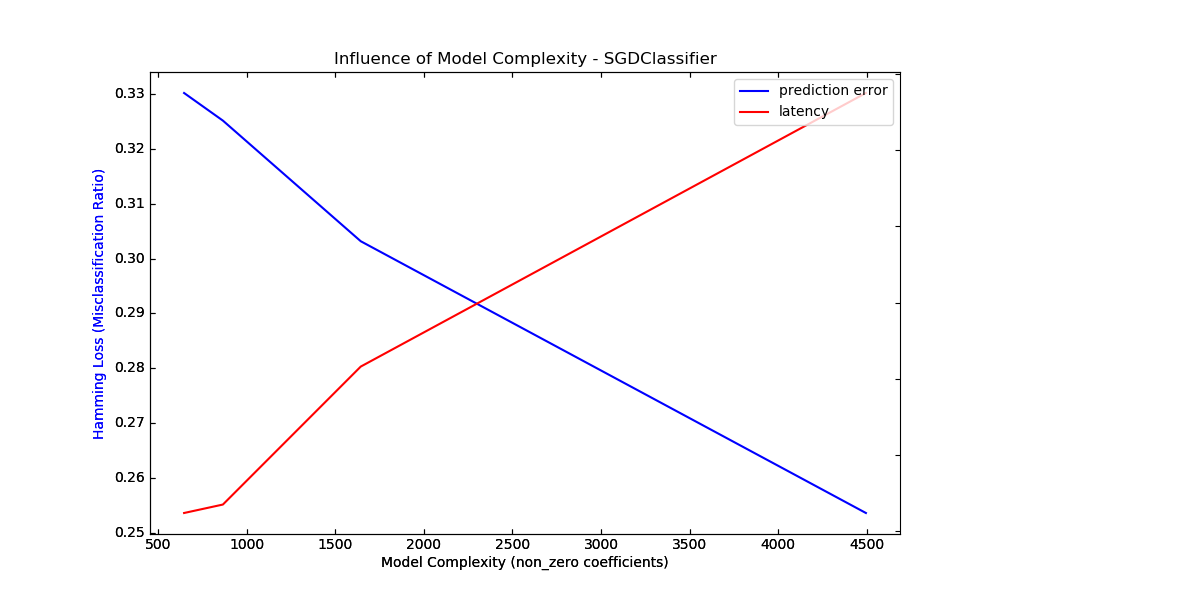 Influence of Model Complexity - SGDClassifier
prediction error
latency
0.33
0.32
0.31
0.30
0.29
0.28
0.27
0.26
0.25
Hamming Loss (Misclassification Ratio)
500 1000 1500 2000 2500 3000 3500 4000 4500
Model Complexity (non_zero coefficients)